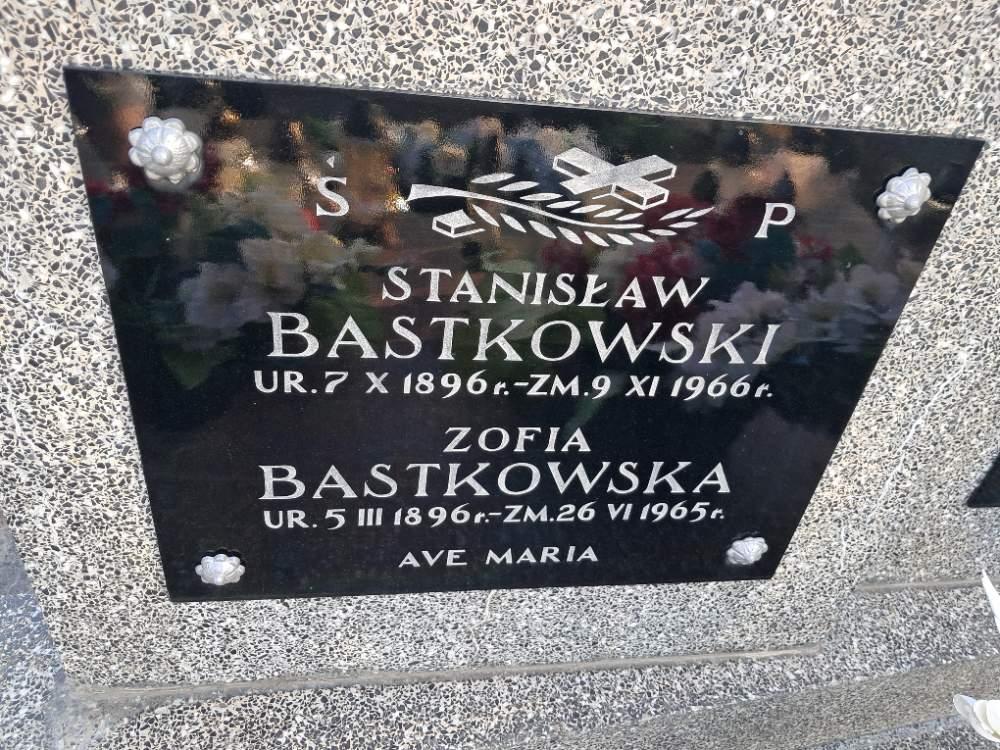 Ś P
STANISŁAW
BASTKOWSKI
UR. 7 X 1896 r. - ZM. 9 XI 1966 r.
ZOFIA
BASTKOWSKA
UR. 5 III 1896 r. - ZM. 26 VI 1965 r.
AVE MARIA